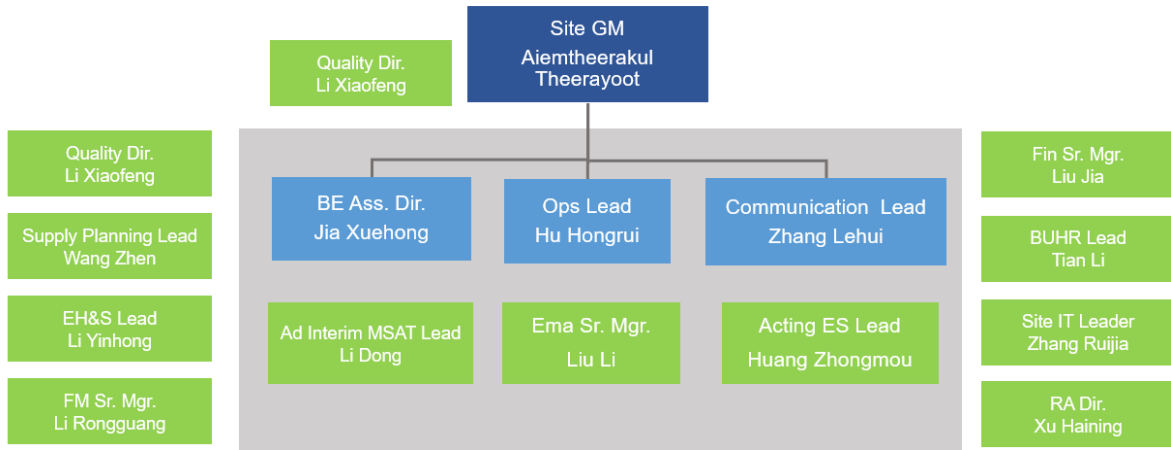 Site GM
Aiemtheerakul
Theerayoot
Quality Dir.
Li Xiaofeng
Quality Dir.
Li Xiaofeng
Supply Planning Lead
Wang Zhen
EH&S Lead
Li Yinhong
FM Sr. Mgr.
Li Rongguang
BE Ass. Dir.
Jia Xuehong
Ops Lead
Hu Hongrui
Communication Lead
Zhang Lehui
Ad Interim MSAT Lead
Li Dong
Ema Sr. Mgr.
Liu Li
Acting ES Lead
Huang Zhongmou
Fin Sr. Mgr.
Liu Jia
BUHR Lead
Tian Li
Site IT Leader
Zhang Ruijia
RA Dir.
Xu Haining